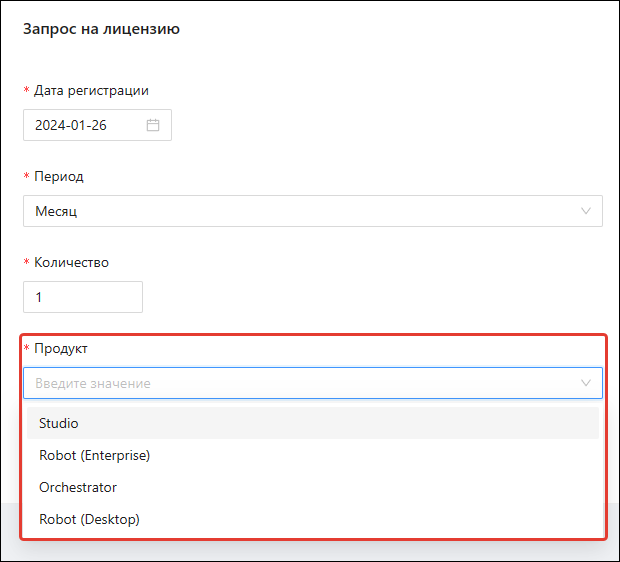 Запрос на лицензию
* Дата регистрации
2024-01-26
* Период
Месяц
* Количество
1
* Продукт
Введите значение
Studio
Robot (Enterprise)
Orchestrator
Robot (Desktop)